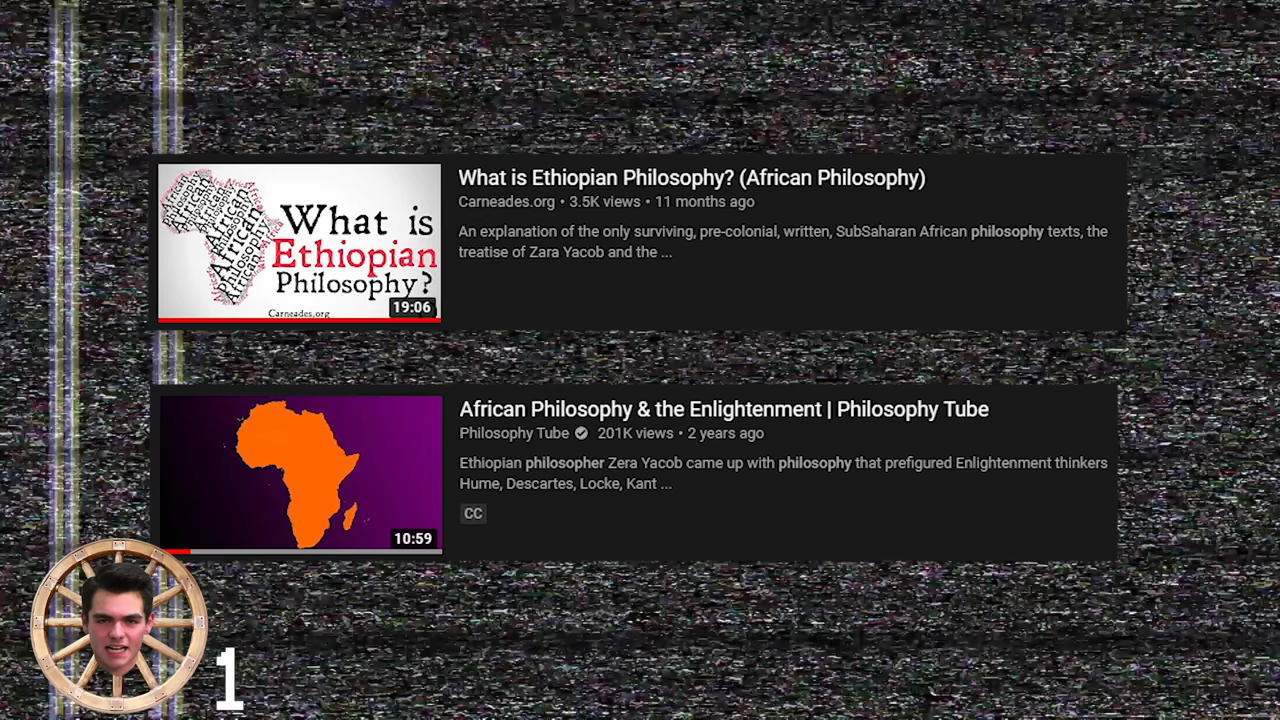 What is
Ethiopian
Philosophy?
Carneades.org
19:06
What is Ethiopian Philosophy? (African Philosophy)
Carneades.org • 3.5K views • 11 months ago
An explanation of the only surviving, pre-colonial, written, SubSaharan African philosophy texts, the
treatise of Zara Yacob and the ...
10:59
African Philosophy & the Enlightenment | Philosophy Tube
Philosophy Tube 201K views • 2 years ago
Ethiopian philosopher Zera Yacob came up with philosophy that prefigured Enlightenment thinkers
Hume, Descartes, Locke, Kant ...
CC
1